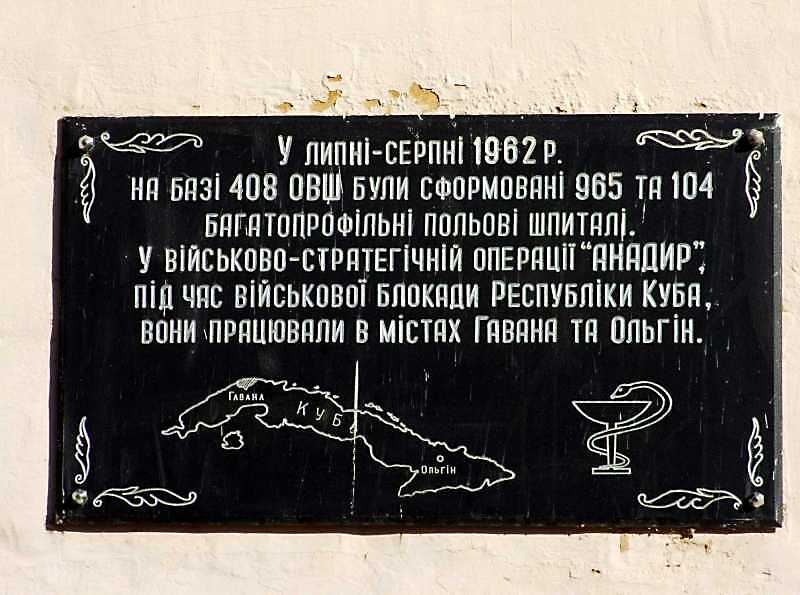 У липні-серпні 1962 р.
на базі 408 ОВШ були сформовані 965 та 104
багатопрофільні польові шпиталі.
У військово-стратегічній операції "Анадир",
під час військової блокади Республіки Куба,
вони працювали в містах Гавана та Ольгін.
Гавана
Куба
Ольгін